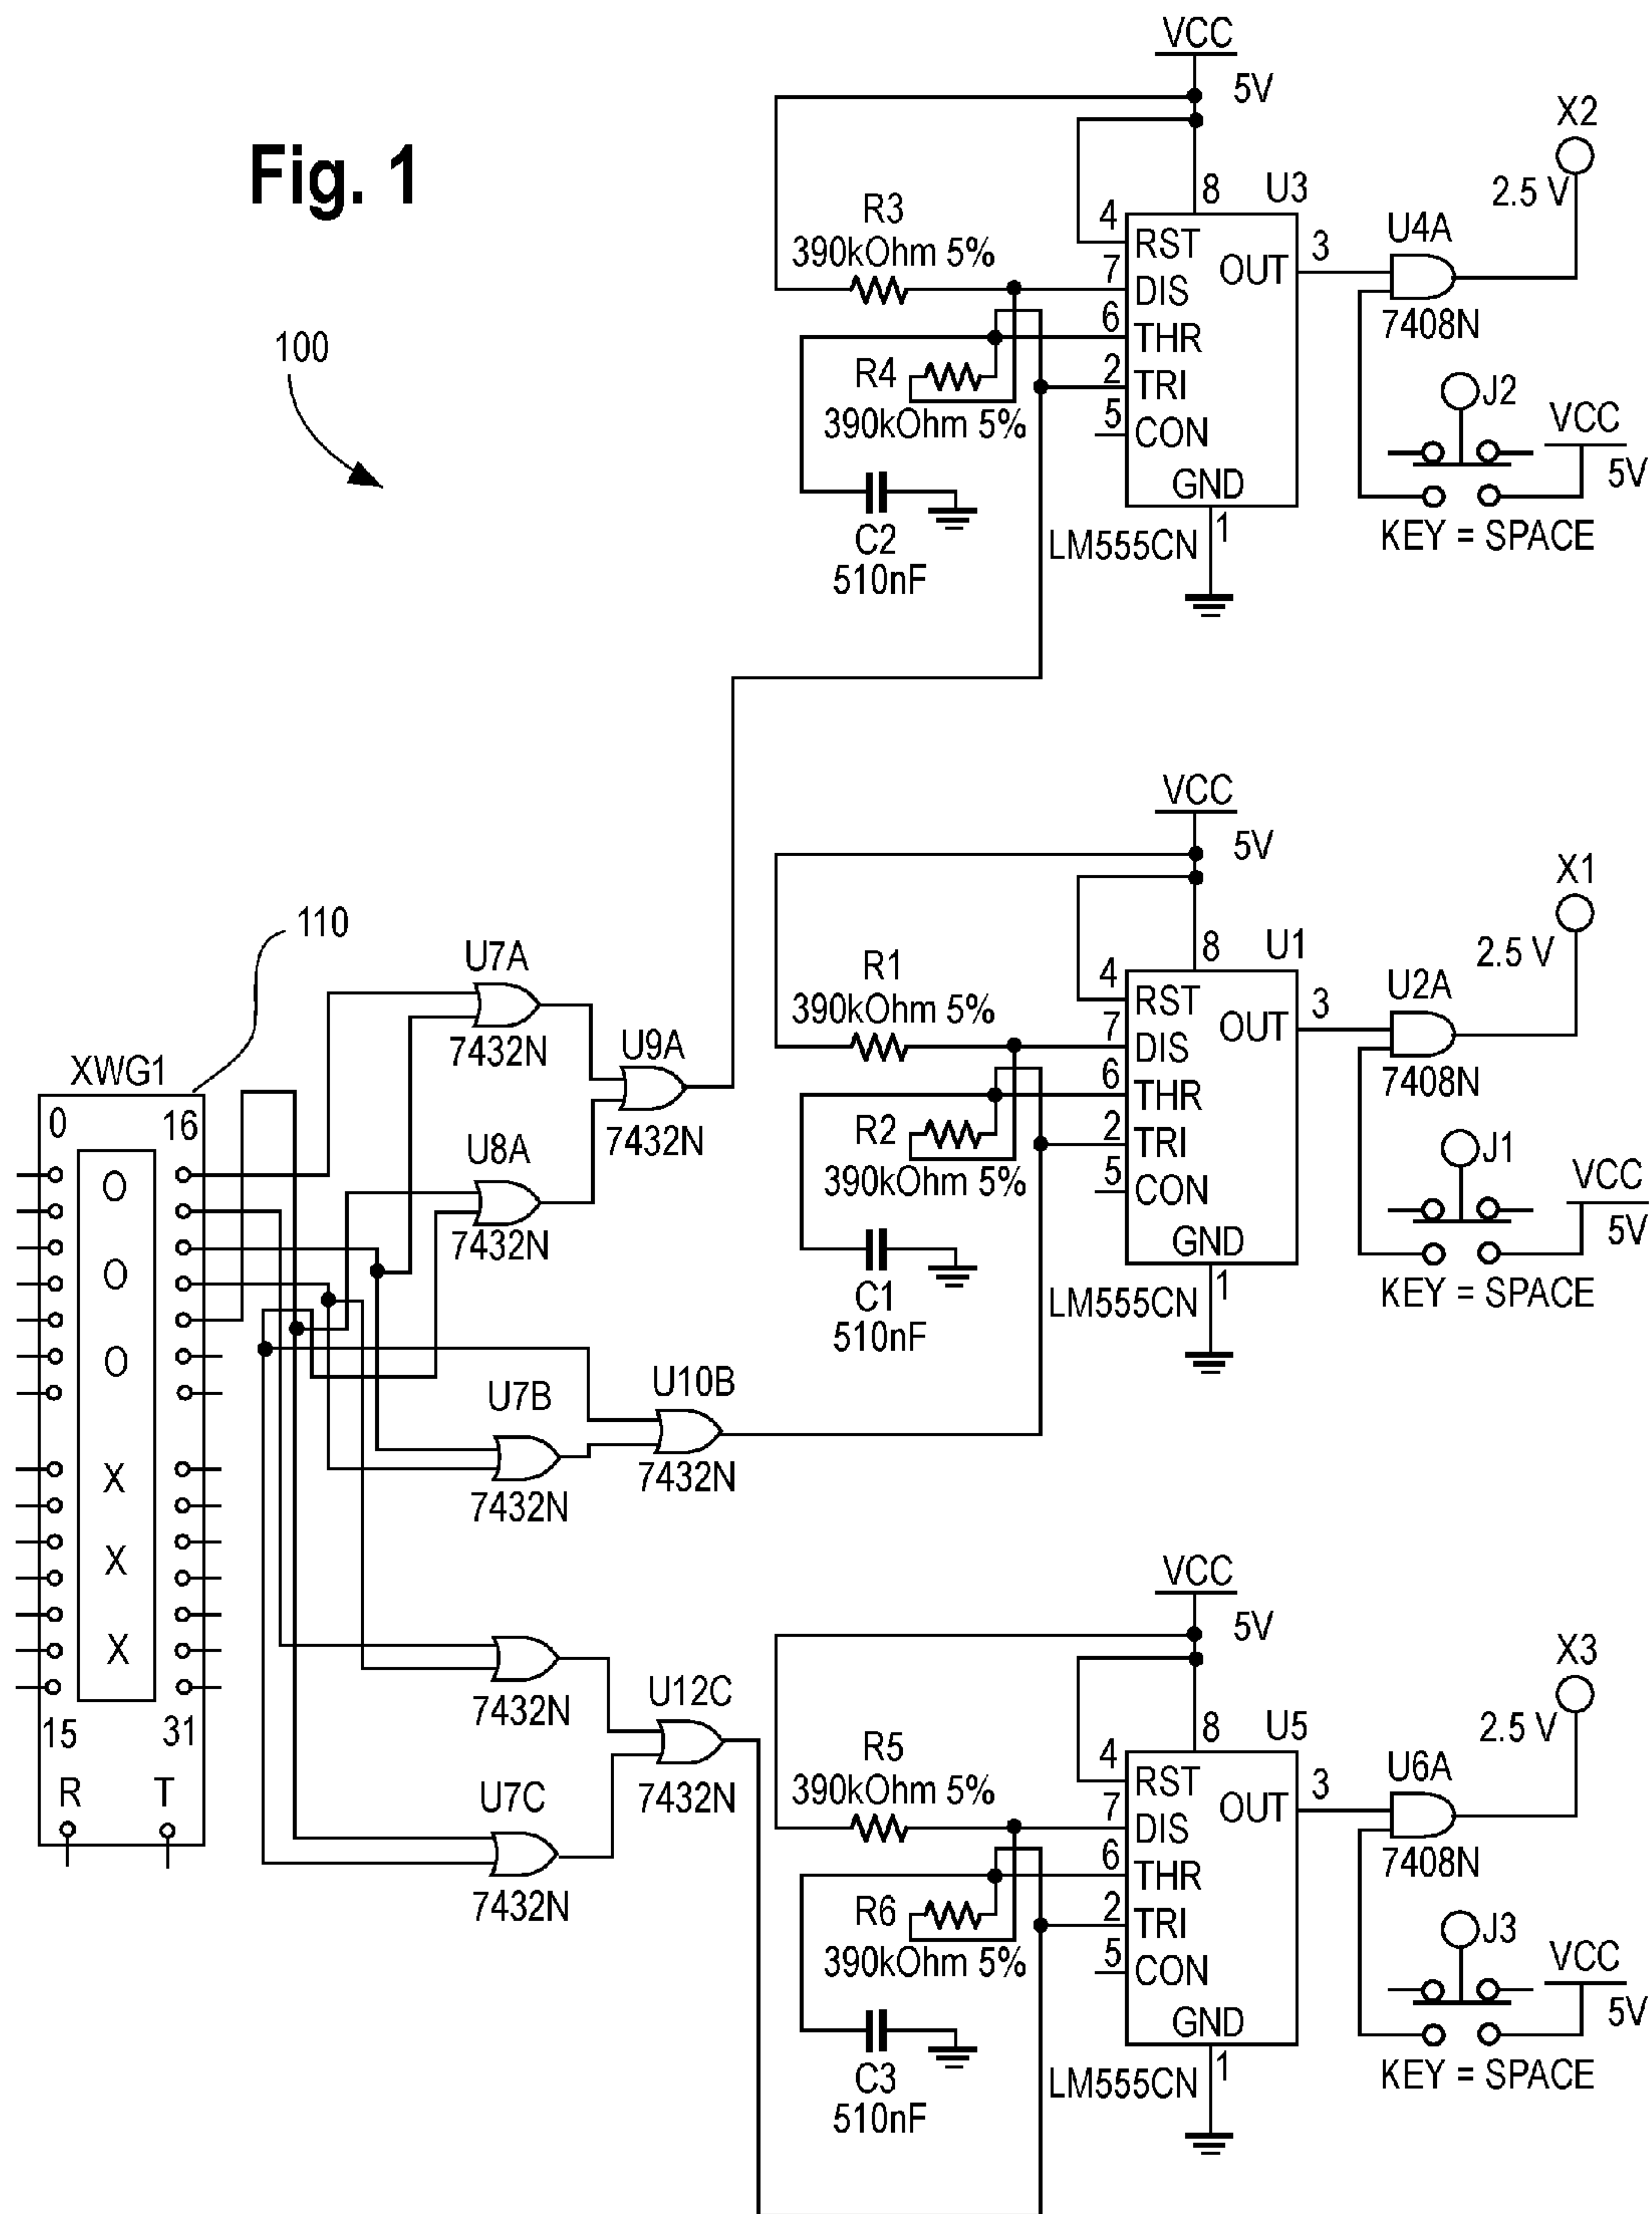 Fig. 1
100
VCC
5V
X2
2.5 V
R3
390kOhm 5%
4
8
U3
RST
7
DIS
OUT
3
U4A
7408N
6
THR
R4
390kOhm 5%
2
TRI
5
CON
J2
VCC
5V
GND
C2
510nF
LM555CN
1
KEY = SPACE
VCC
5V
X1
2.5 V
R1
390kOhm 5%
4
8
U1
RST
7
DIS
OUT
3
U2A
7408N
6
THR
R2
390kOhm 5%
2
TRI
5
CON
J1
VCC
5V
GND
C1
510nF
LM555CN
1
KEY = SPACE
110
XWG1
0
16
O
O
O
X
X
X
15
31
R
T
U7A
7432N
U9A
7432N
U8A
7432N
U7B
7432N
U10B
7432N
7432N
U12C
7432N
U7C
7432N
VCC
5V
X3
2.5 V
R5
390kOhm 5%
4
8
U5
RST
7
DIS
OUT
3
U6A
7408N
6
THR
R6
390kOhm 5%
2
TRI
5
CON
J3
VCC
5V
GND
C3
510nF
LM555CN
1
KEY = SPACE